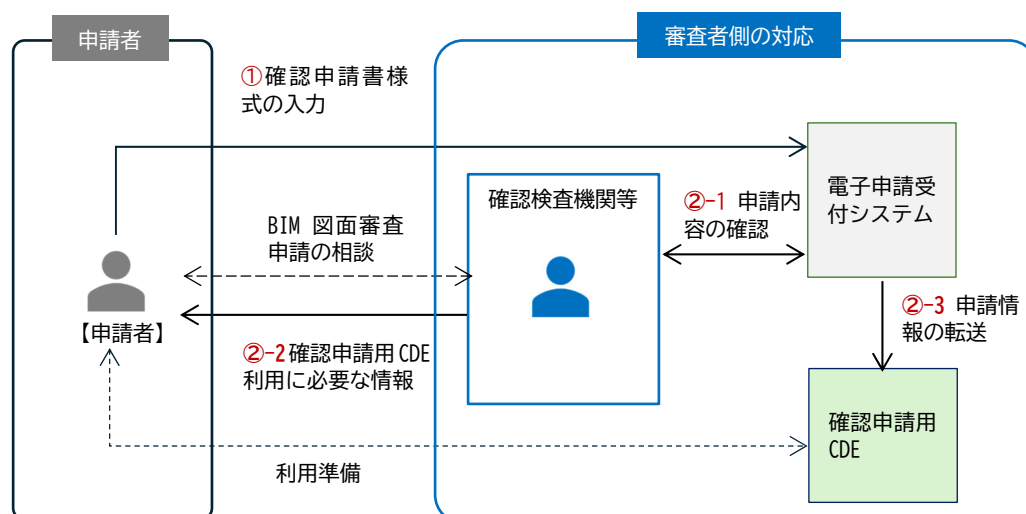 申請者
審査者側の対応
①確認申請書様
式の入力
電子申請受
付システム
確認検査機関等
②-1 申請内
容の確認
BIM 図面審査
申請の相談
【申請者】
②-2確認申請用CDE
利用に必要な情報
②-3 申請情
報の転送
確認申請用
CDE
利用準備